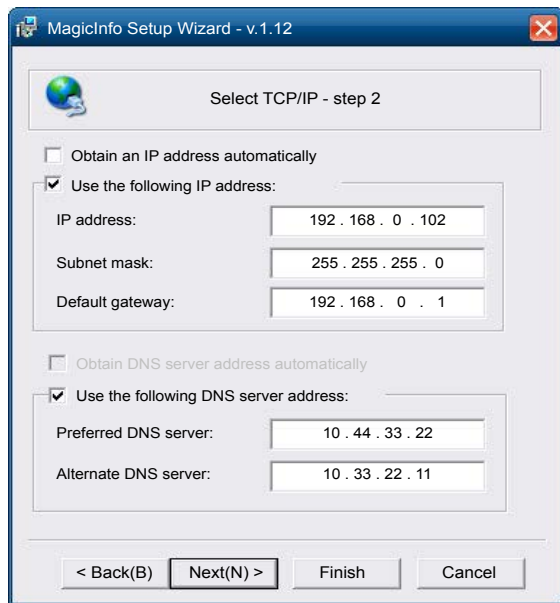 MagicInfo Setup Wizard - v.1.12
Select TCP/IP - step 2
Obtain an IP address automatically
Use the following IP address:
IP address: 192 . 168 . 0 . 102
Subnet mask: 255 . 255 . 255 . 0
Default gateway: 192 . 168 . 0 . 1
Obtain DNS server address automatically
Use the following DNS server address:
Preferred DNS server: 10 . 44 . 33 . 22
Alternate DNS server: 10 . 33 . 22 . 11
< Back(B) Next(N) > Finish Cancel